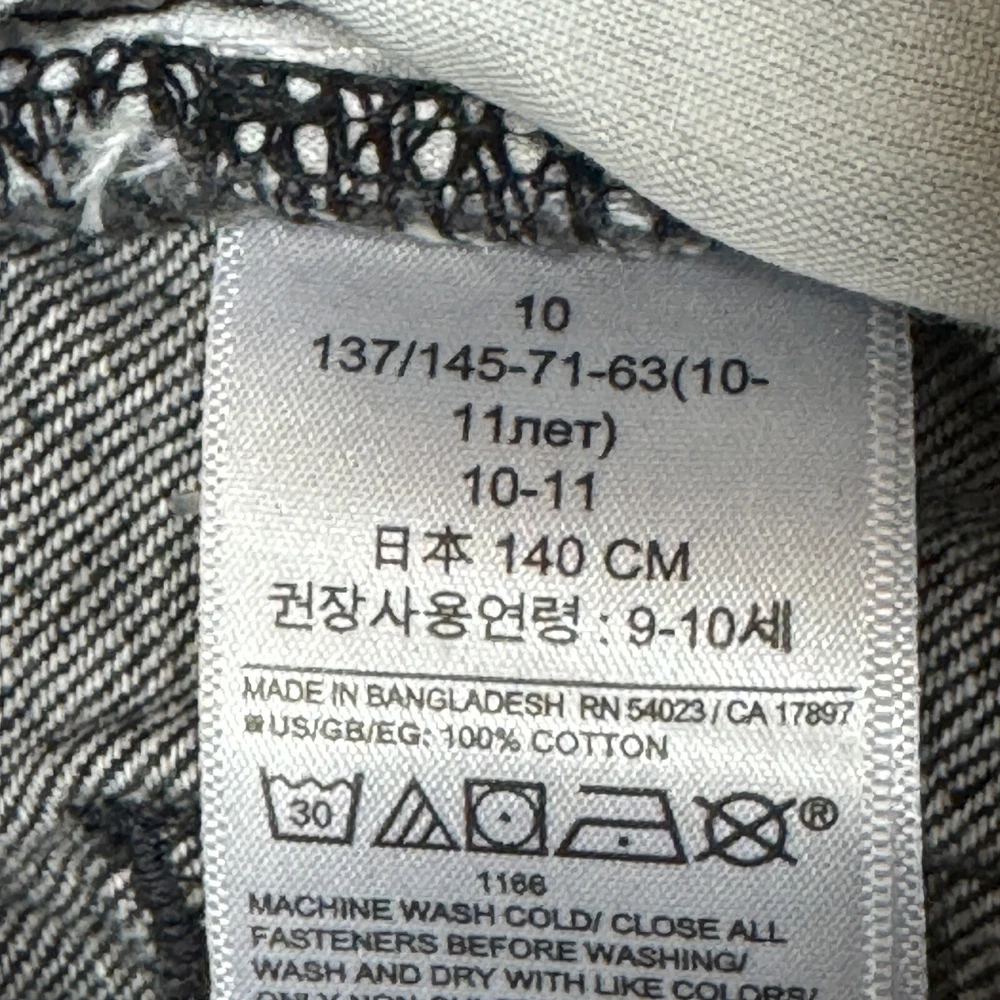 10
137/145-71-63(10-
11лет)
10-11
日本 140 CM
권장사용연령 : 9-10세
MADE IN BANGLADESH RN 54023 / CA 17897
US/GB/EG: 100% COTTON
30
®
1166
MACHINE WASH COLD/ CLOSE ALL
FASTENERS BEFORE WASHING/
WASH AND DRY WITH LIKE COLORS/
ONLY NON-